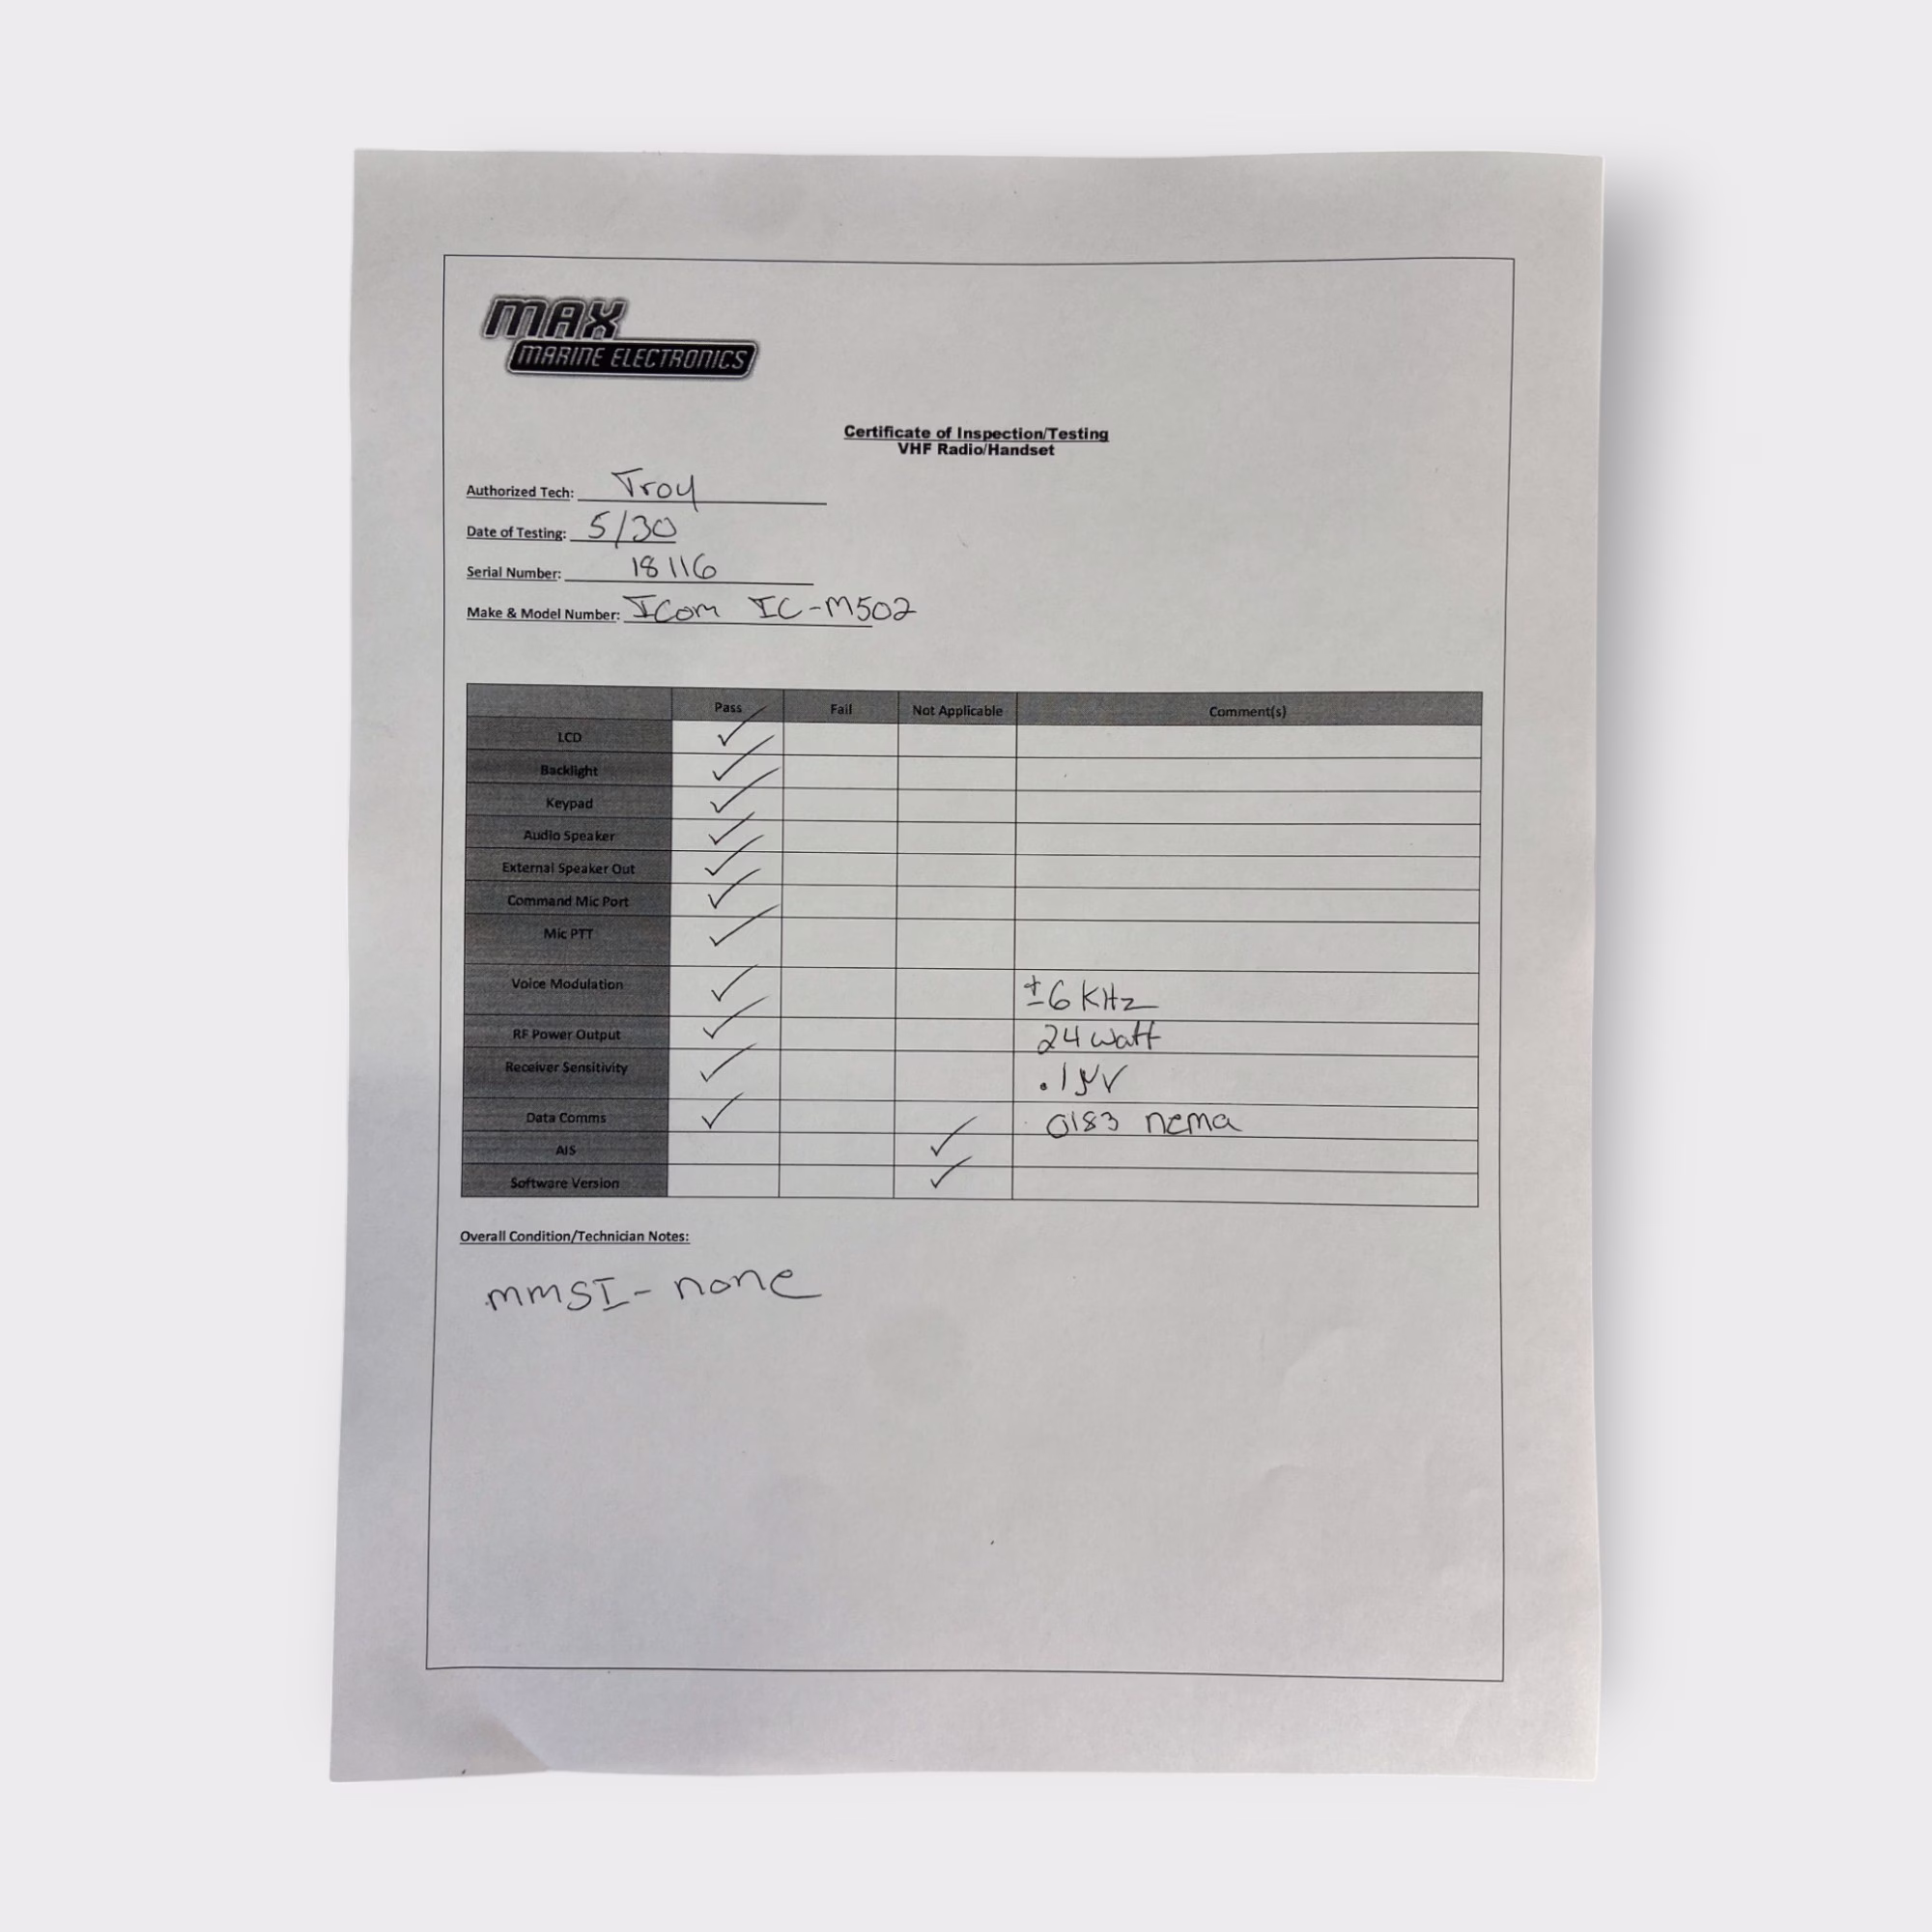 MAX
MARINE ELECTRONICS
Certificate of Inspection/Testing
VHF Radio/Handset
Authorized Tech: Troy
Date of Testing: 5/30
Serial Number: 18116
Make & Model Number: ICom IC-M502
Pass Fail Not Applicable Comment(s)
LCD ✓
Backlight ✓
Keypad ✓
Audio Speaker ✓
External Speaker Out ✓
Command Mic Port ✓
Mic PTT ✓
Voice Modulation ✓ ±6 KHz
RF Power Output ✓ 24 watt
Receiver Sensitivity ✓ .1μV
Data Comms ✓ 0183 nema
AIS ✓
Software Version ✓
Overall Condition/Technician Notes:
mmSI - none